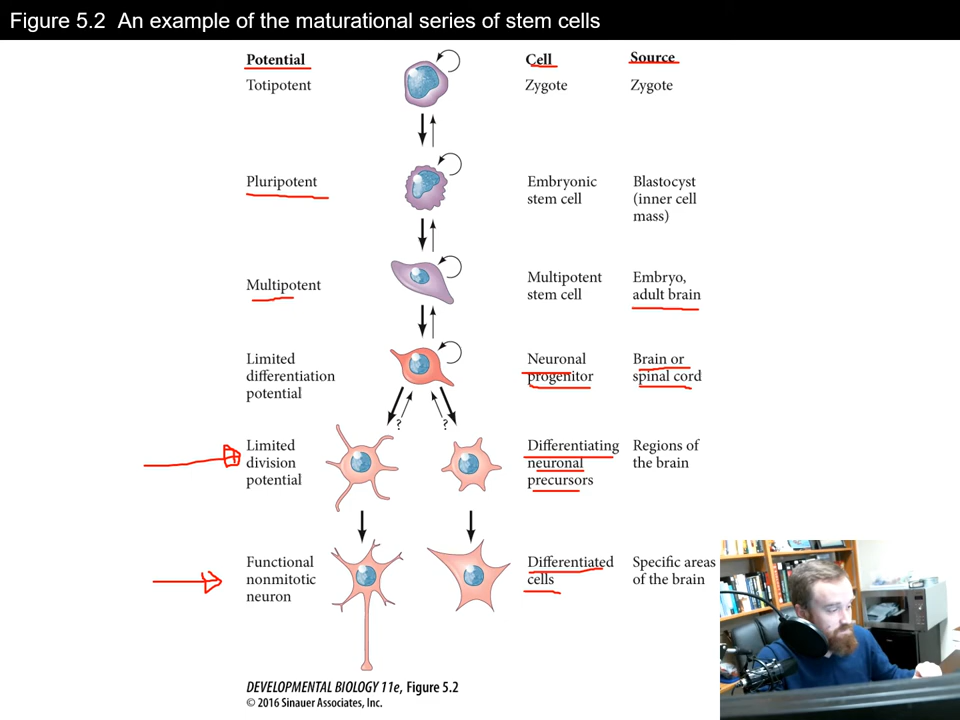 Figure 5.2 An example of the maturational series of stem cells
Potential Cell Source
Totipotent Zygote Zygote
Pluripotent Embryonic Blastocyst
stem cell (inner cell
mass)
Multipotent Multipotent Embryo,
stem cell adult brain
Limited Neuronal Brain or
differentiation progenitor spinal cord
potential
? ?
Limited Differentiating Regions of
division neuronal the brain
potential precursors
Functional Differentiated Specific areas
nonmitotic cells of the brain
neuron
DEVELOPMENTAL BIOLOGY 11e, Figure 5.2
© 2016 Sinauer Associates, Inc.